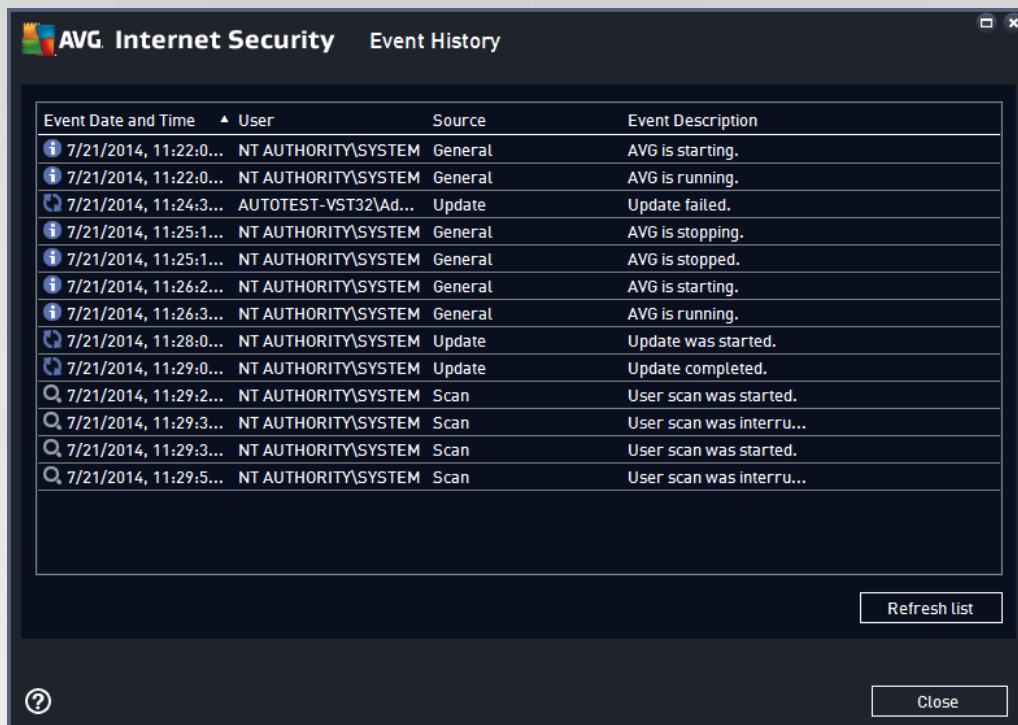 AVG. Internet Security Event History
Event Date and Time User Source Event Description
7/21/2014, 11:22:0... NT AUTHORITY\SYSTEM General AVG is starting.
7/21/2014, 11:22:0... NT AUTHORITY\SYSTEM General AVG is running.
7/21/2014, 11:24:3... AUTOTEST-VST32\Ad... Update Update failed.
7/21/2014, 11:25:1... NT AUTHORITY\SYSTEM General AVG is stopping.
7/21/2014, 11:25:1... NT AUTHORITY\SYSTEM General AVG is stopped.
7/21/2014, 11:26:2... NT AUTHORITY\SYSTEM General AVG is starting.
7/21/2014, 11:26:3... NT AUTHORITY\SYSTEM General AVG is running.
7/21/2014, 11:28:0... NT AUTHORITY\SYSTEM Update Update was started.
7/21/2014, 11:29:0... NT AUTHORITY\SYSTEM Update Update completed.
7/21/2014, 11:29:2... NT AUTHORITY\SYSTEM Scan User scan was started.
7/21/2014, 11:29:3... NT AUTHORITY\SYSTEM Scan User scan was interru...
7/21/2014, 11:29:3... NT AUTHORITY\SYSTEM Scan User scan was started.
7/21/2014, 11:29:5... NT AUTHORITY\SYSTEM Scan User scan was interru...
Refresh list
Close